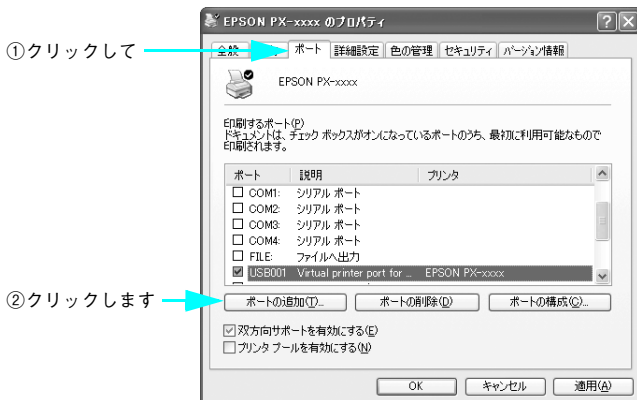 EPSON PX-xxxx のプロパティ
①クリックして
全般
ポート
詳細設定
色の管理
セキュリティ
バージョン情報
EPSON PX-xxxx
印刷するポート(P)
ドキュメントは、チェック ボックスがオンになっているポートのうち、最初に利用可能なもので
印刷されます。
ポート 説明 プリンタ
COM1: シリアル ポート
COM2: シリアル ポート
COM3: シリアル ポート
COM4: シリアル ポート
FILE: ファイルへ出力
USB001 Virtual printer port for ... EPSON PX-xxxx
②クリックします
ポートの追加(T)... ポートの削除(D) ポートの構成(C)...
双方向サポートを有効にする(E)
プリンタ プールを有効にする(N)
OK キャンセル 適用(A)